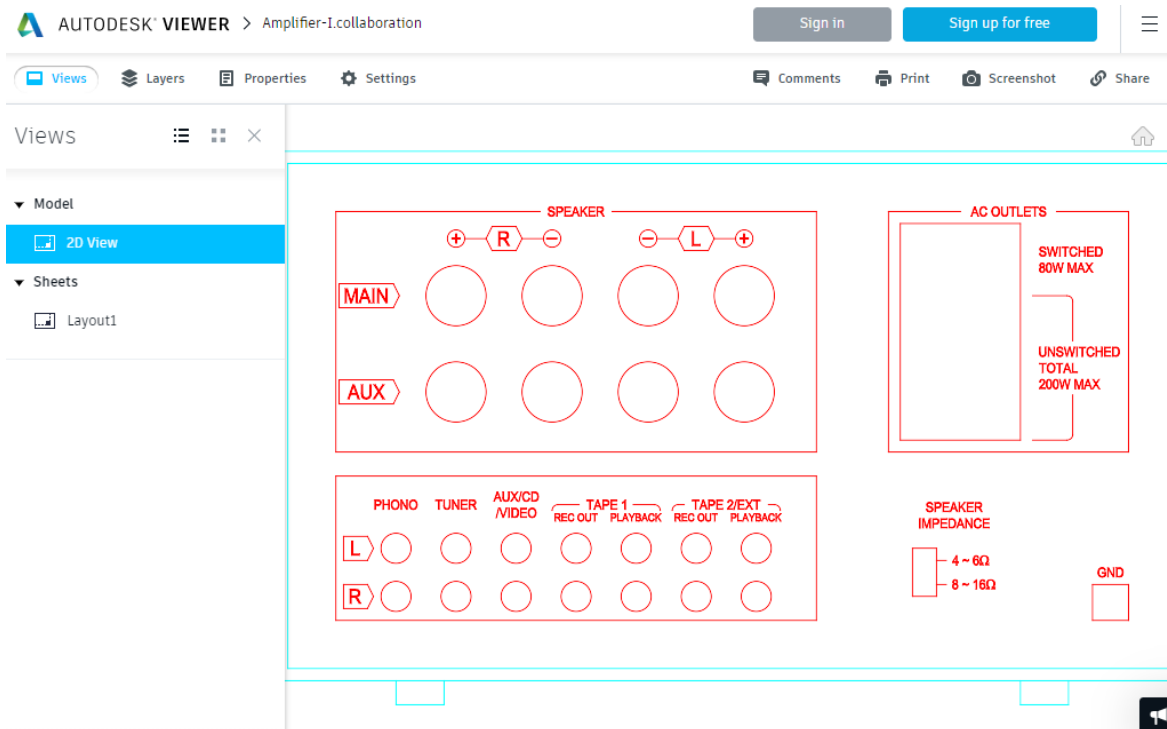 AUTODESK® VIEWER > Amplifier-I.collaboration
Sign in
Sign up for free
Views
Layers
Properties
Settings
Comments
Print
Screenshot
Share
Views
Model
2D View
Sheets
Layout1
SPEAKER
+ R −
− L +
MAIN
AUX
AC OUTLETS
SWITCHED
80W MAX
UNSWITCHED
TOTAL
200W MAX
PHONO
TUNER
AUX/CD
/VIDEO
TAPE 1
REC OUT
PLAYBACK
TAPE 2/EXT
REC OUT
PLAYBACK
L
R
SPEAKER
IMPEDANCE
4 ~ 6Ω
8 ~ 16Ω
GND